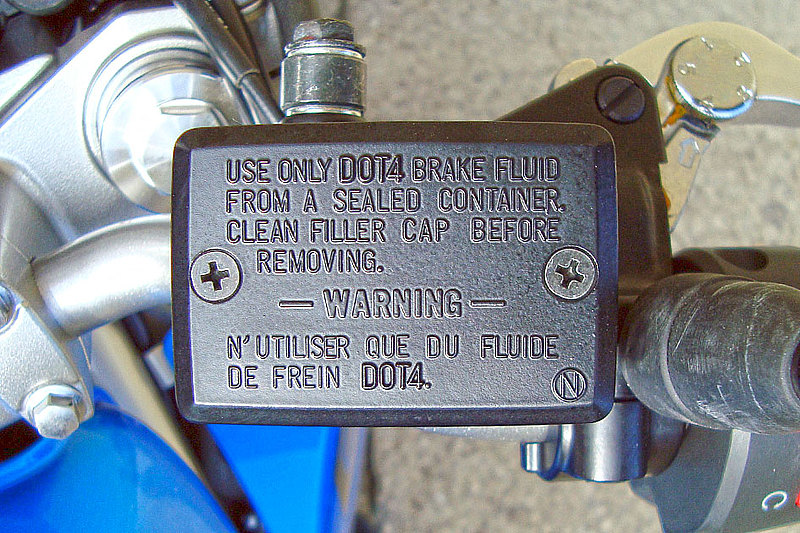 USE ONLY DOT4 BRAKE FLUID
FROM A SEALED CONTAINER.
CLEAN FILLER CAP BEFORE
REMOVING.
— WARNING —
N'UTILISER QUE DU FLUIDE
DE FREIN DOT4.
N
C